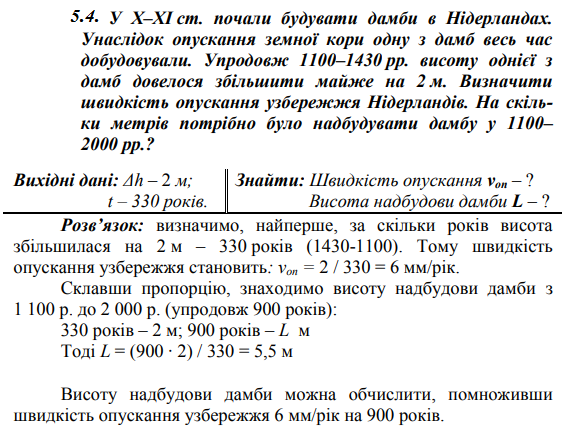 5.4. У X–XI ст. почали будувати дамби в Нідерландах.
Унаслідок опускання земної кори одну з дамб весь час
добудовували. Упродовж 1100–1430 рр. висоту однієї з
дамб довелося збільшити майже на 2 м. Визначити
швидкість опускання узбережжя Нідерландів. На скіль-
ки метрів потрібно було надбудувати дамбу у 1100–
2000 рр.?
Вихідні дані: Δh – 2 м;
t – 330 років.
Знайти: Швидкість опускання vоп – ?
Висота надбудови дамби L – ?
Розв’язок: визначимо, найперше, за скільки років висота
збільшилася на 2 м – 330 років (1430-1100). Тому швидкість
опускання узбережжя становить: vоп = 2 / 330 = 6 мм/рік.
Склавши пропорцію, знаходимо висоту надбудови дамби з
1 100 р. до 2 000 р. (упродовж 900 років):
330 років – 2 м; 900 років – L м
Тоді L = (900 · 2) / 330 = 5,5 м
Висоту надбудови дамби можна обчислити, помноживши
швидкість опускання узбережжя 6 мм/рік на 900 років.